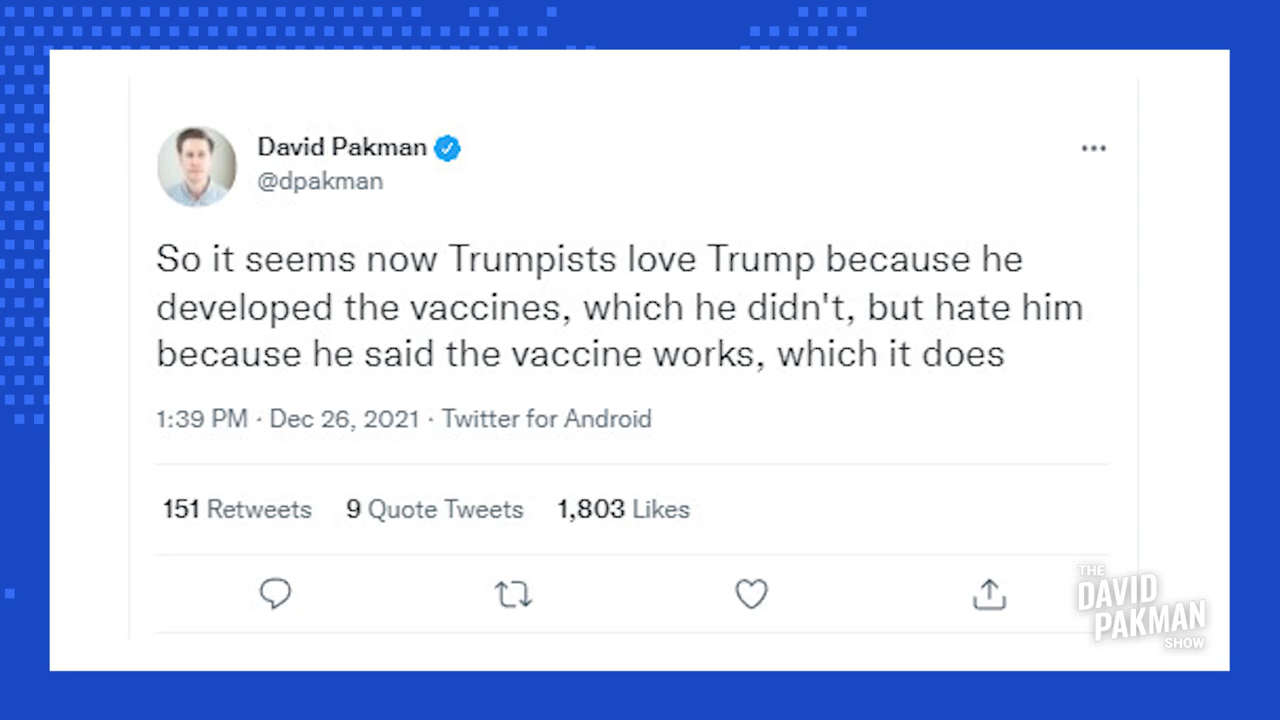 David Pakman
@dpakman
So it seems now Trumpists love Trump because he
developed the vaccines, which he didn't, but hate him
because he said the vaccine works, which it does
1:39 PM · Dec 26, 2021 · Twitter for Android
151 Retweets 9 Quote Tweets 1,803 Likes
THE
DAVID
PAKMAN
SHOW